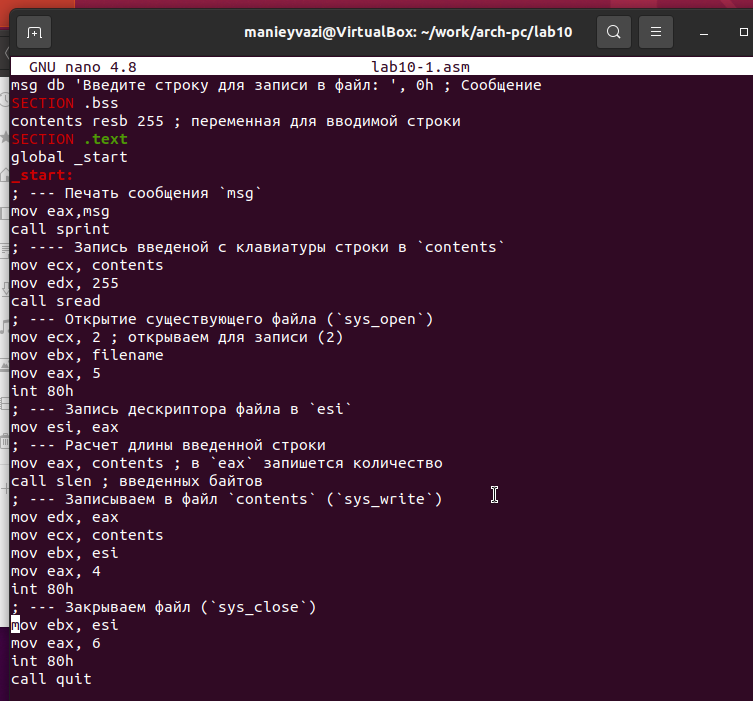 manieyvazi@VirtualBox: ~/work/arch-pc/lab10
GNU nano 4.8 lab10-1.asm
msg db 'Введите строку для записи в файл: ', 0h ; Сообщение
SECTION .bss
contents resb 255 ; переменная для вводимой строки
SECTION .text
global _start
_start:
; --- Печать сообщения `msg`
mov eax,msg
call sprint
; ---- Запись введеной с клавиатуры строки в `contents`
mov ecx, contents
mov edx, 255
call sread
; --- Открытие существующего файла (`sys_open`)
mov ecx, 2 ; открываем для записи (2)
mov ebx, filename
mov eax, 5
int 80h
; --- Запись дескриптора файла в `esi`
mov esi, eax
; --- Расчет длины введенной строки
mov eax, contents ; в `eax` запишется количество
call slen ; введенных байтов
; --- Записываем в файл `contents` (`sys_write`)
mov edx, eax
mov ecx, contents
mov ebx, esi
mov eax, 4
int 80h
; --- Закрываем файл (`sys_close`)
mov ebx, esi
mov eax, 6
int 80h
call quit